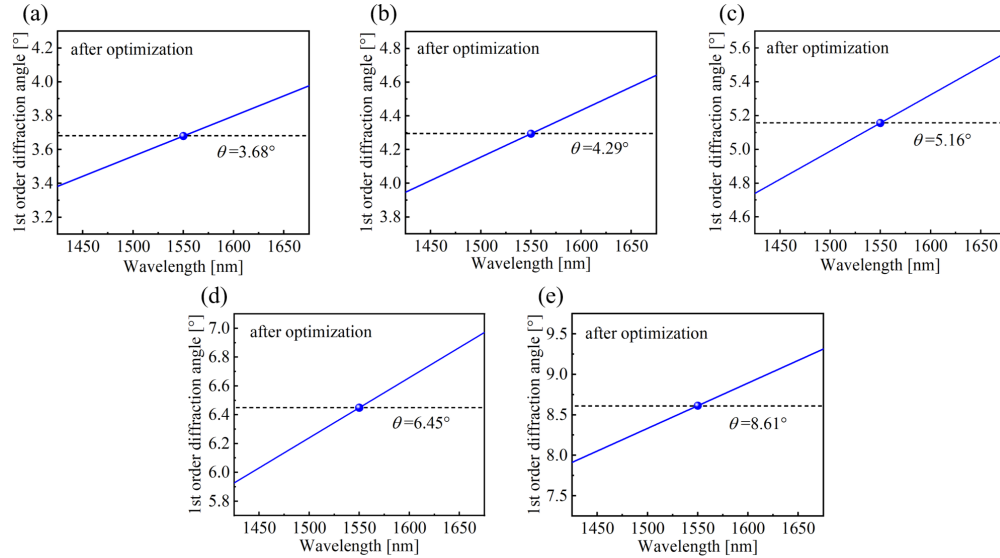 (a)
1st order diffraction angle [°]
4.2
4.0
3.8
3.6
3.4
3.2
after optimization
θ=3.68°
1450 1500 1550 1600 1650
Wavelength [nm]
(b)
1st order diffraction angle [°]
4.8
4.6
4.4
4.2
4.0
3.8
after optimization
θ=4.29°
1450 1500 1550 1600 1650
Wavelength [nm]
(c)
1st order diffraction angle [°]
5.6
5.4
5.2
5.0
4.8
4.6
after optimization
θ=5.16°
1450 1500 1550 1600 1650
Wavelength [nm]
(d)
1st order diffraction angle [°]
7.0
6.8
6.6
6.4
6.2
6.0
5.8
after optimization
θ=6.45°
1450 1500 1550 1600 1650
Wavelength [nm]
(e)
1st order diffraction angle [°]
9.5
9.0
8.5
8.0
7.5
after optimization
θ=8.61°
1450 1500 1550 1600 1650
Wavelength [nm]